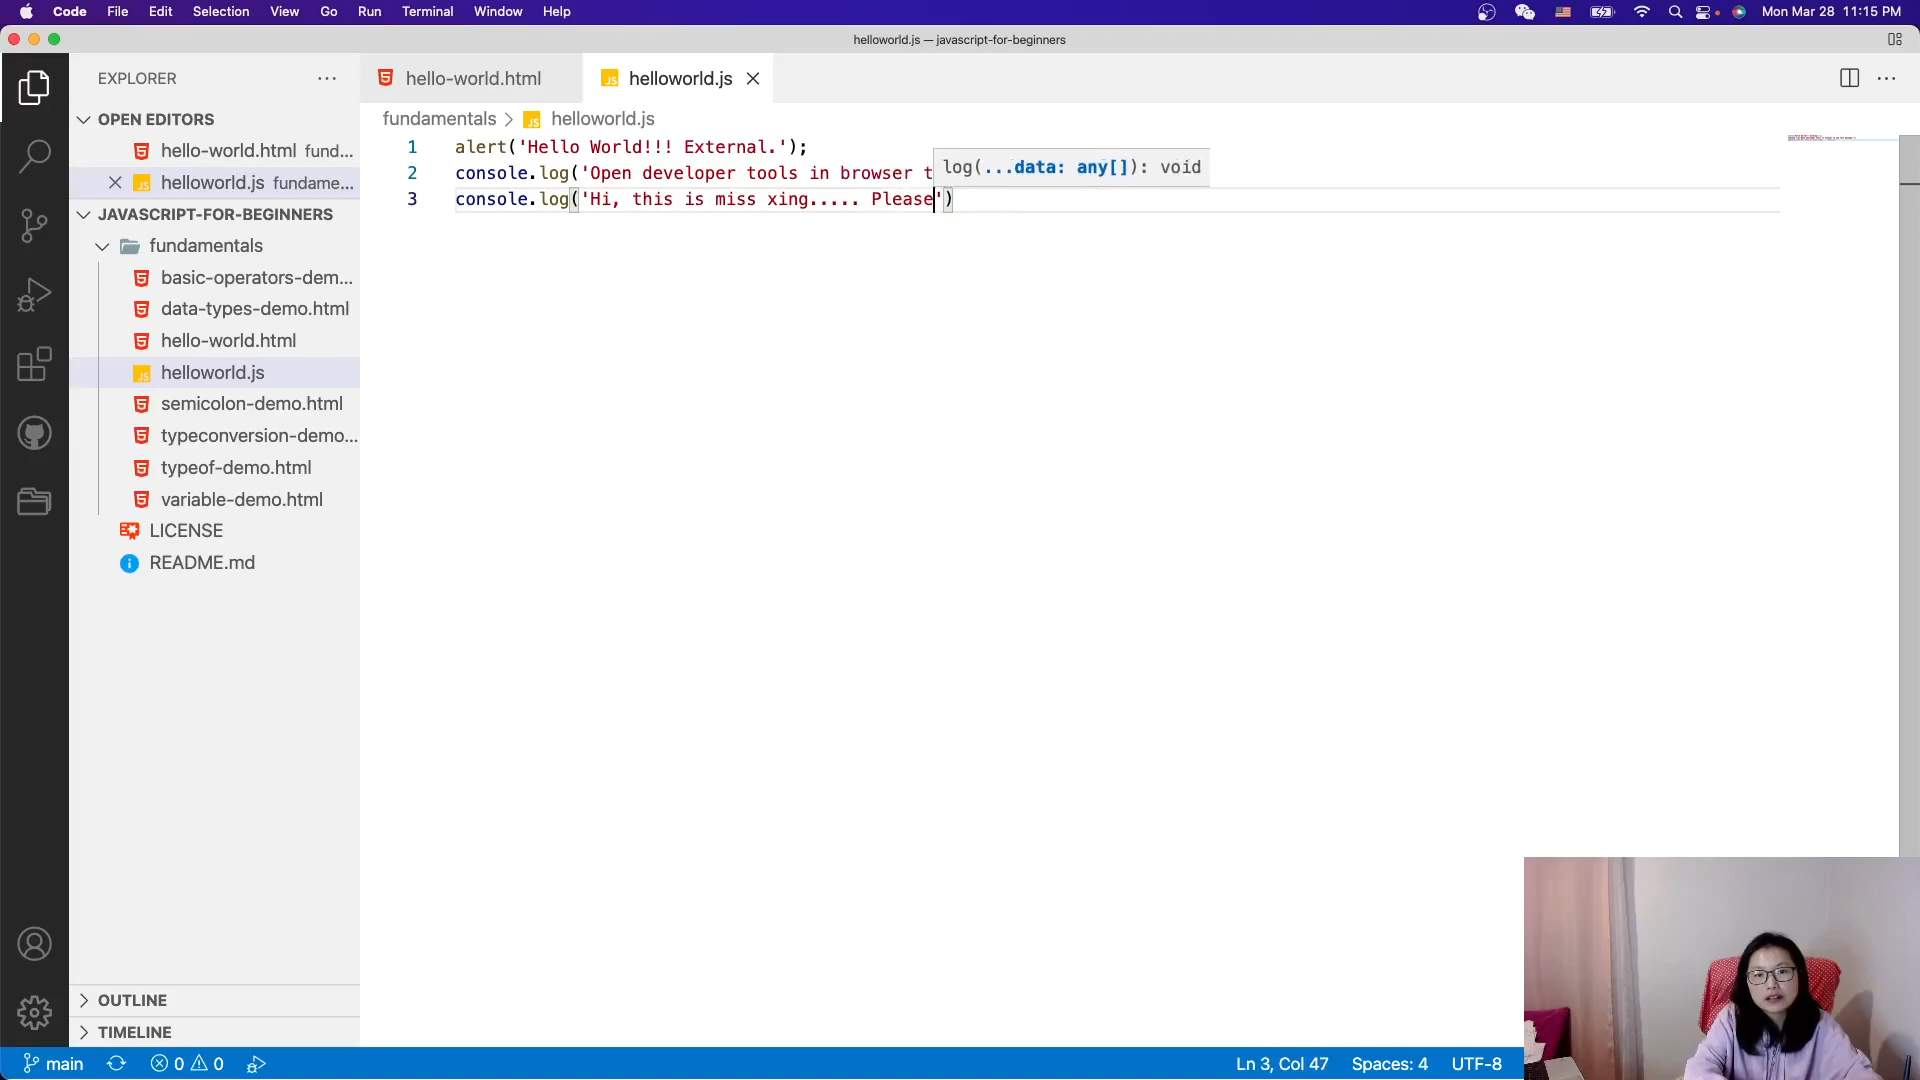 Code File Edit Selection View Go Run Terminal Window Help Mon Mar 28 11:15 PM
helloworld.js — javascript-for-beginners
EXPLORER
hello-world.html
helloworld.js
OPEN EDITORS
fundamentals > helloworld.js
hello-world.html fund...
helloworld.js fundame...
1 alert('Hello World!!! External.');
2 console.log('Open developer tools in browser t
log(...data: any[]): void
3 console.log('Hi, this is miss xing..... Please')
JAVASCRIPT-FOR-BEGINNERS
fundamentals
basic-operators-dem...
data-types-demo.html
hello-world.html
helloworld.js
semicolon-demo.html
typeconversion-demo...
typeof-demo.html
variable-demo.html
LICENSE
README.md
OUTLINE
TIMELINE
main 0 0 Ln 3, Col 47 Spaces: 4 UTF-8